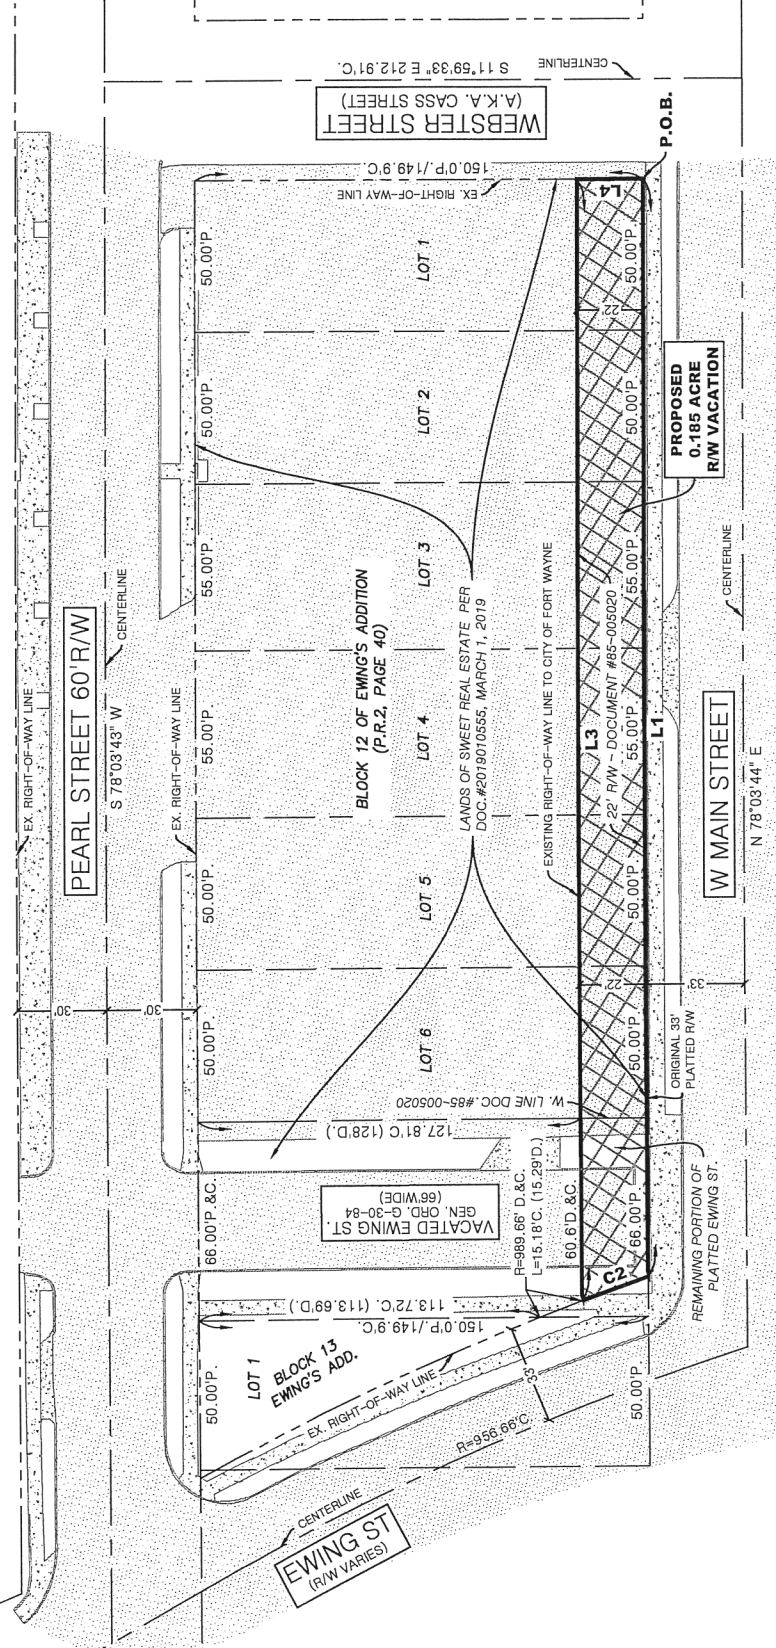 S 11°59'33" E 212.91'C.
CENTERLINE
WEBSTER STREET
(A.K.A. CASS STREET)
P.O.B.
150.0'P./149.9'C.
EX. RIGHT-OF-WAY LINE
L4
50.00'P
LOT 1
50.00'P
22'
50.00'P
LOT 2
50.00'P
PROPOSED
0.185 ACRE
R/W VACATION
55.00'P
LOT 3
55.00'P
BLOCK 12 OF EWING'S ADDITION
(P.R.2, PAGE 40)
LANDS OF SWEET REAL ESTATE PER
DOC.#2019010555, MARCH 1, 2019
EXISTING RIGHT-OF-WAY LINE TO CITY OF FORT WAYNE
22' R/W - DOCUMENT #85-005020
CENTERLINE
EX. RIGHT-OF-WAY LINE
PEARL STREET 60'R/W
CENTERLINE
S 78°03'43" W
EX. RIGHT-OF-WAY LINE
55.00'P
LOT 4
L3
55.00'P
L1
W MAIN STREET
N 78°03'44" E
50.00'P
LOT 5
50.00'P
30'
30'
22'
33'
50.00'P
LOT 6
50.00'P
ORIGINAL 33'
PLATTED R/W
W. LINE DOC. #85-005020
127.81'C (128'D.)
VACATED EWING ST.
GEN. ORD. G-30-84
(66'WIDE)
66.00'P.&C.
R=989.66' D.&C.
L=15.18'C. (15.29'D.)
60.6'D.&C.
66.00'P
REMAINING PORTION OF
PLATTED EWING ST.
C2
113.72'C. (113.69'D.)
150.0'P./149.9'C.
50.00'P.
LOT 1
BLOCK 13
EWING'S ADD.
EX. RIGHT-OF-WAY LINE
33'
50.00'P
R=956.66'C.
CENTERLINE
EWING ST
(R/W VARIES)